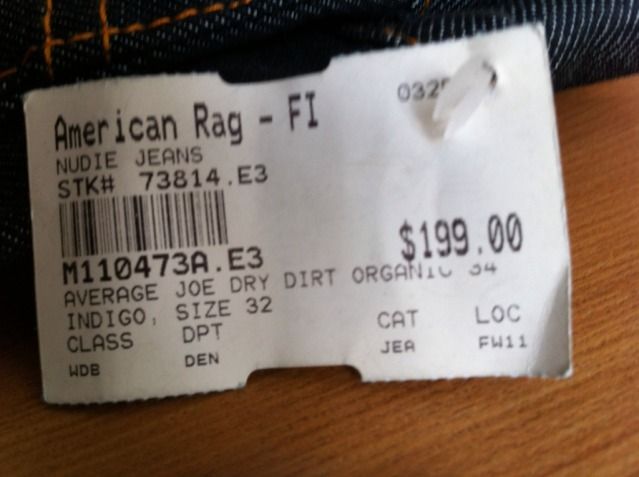 American Rag - FI
NUDIE JEANS
STK# 73814.E3
$199.00
M110473A.E3
AVERAGE JOE DRY DIRT ORGANIC 34
INDIGO, SIZE 32
CLASS DPT CAT LOC
WDB DEN JEA FW11